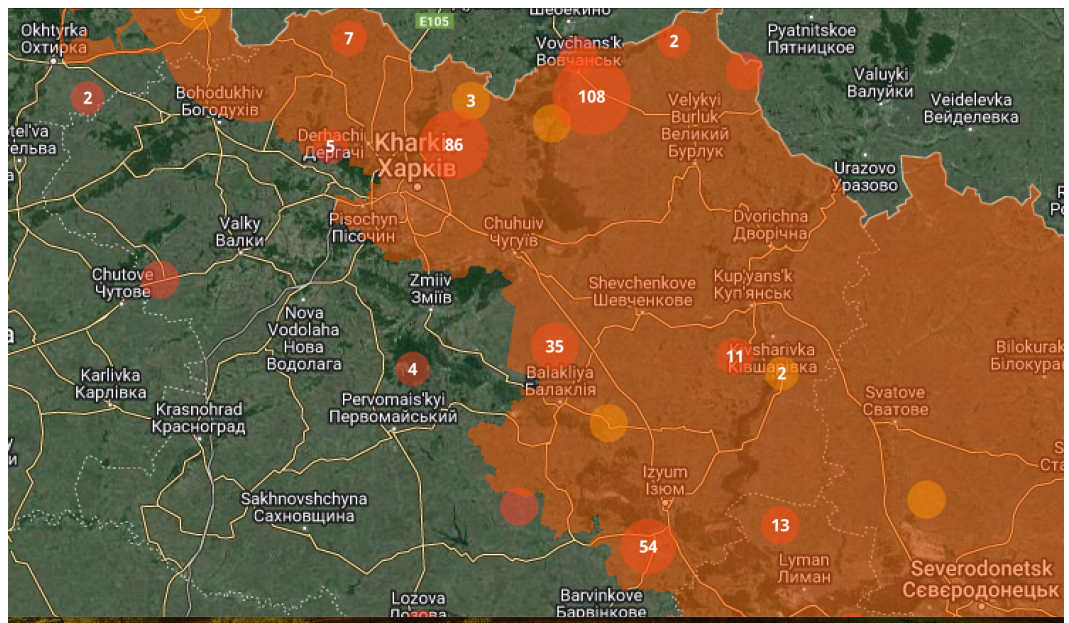 E105
Шебекино
Okhtyrka
Охтирка
7
Vovchans'k
Вовчанськ
2
Pyatnitskoe
Пятницкое
Valuyki
Валуйки
2
Bohodukhiv
Богодухів
3
108
Velykyi
Burluk
Великий
Бурлук
Veidelevka
Вейделевка
Derhachi
Дергачі
5
86
Харків
Urazovo
Уразово
Valky
Валки
Pisochyn
Пісочин
Chuhuiv
Чугуїв
Dvorichna
Дворічна
Chutove
Чутове
Zmiiv
Зміїв
Shevchenkove
Шевченкове
Kup'yans'k
Куп'янськ
Nova
Vodolaha
Нова
Водолага
35
11
2
4
Balakliya
Балаклія
Karlivka
Карлівка
Pervomais'kyi
Первомайський
Svatove
Сватове
Krasnohrad
Красноград
Izyum
Ізюм
Sakhnovshchyna
Сахновщина
13
54
Lyman
Лиман
Severodonetsk
Сєвєродонецьк
Lozova
Barvinkove
Барвінкове